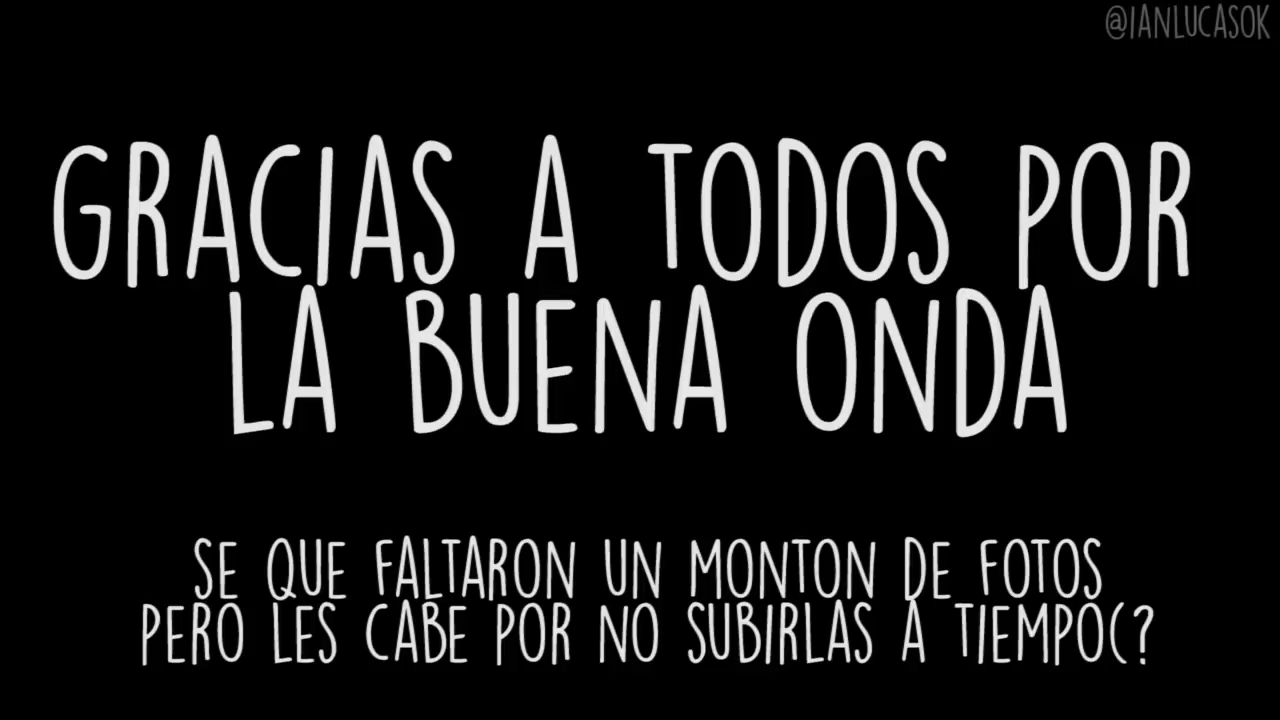 @IANLUCASOK
GRACIAS A TODOS POR
LA BUENA ONDA
SE QUE FALTARON UN MONTON DE FOTOS
PERO LES CABE POR NO SUBIRLAS A TIEMPO(?